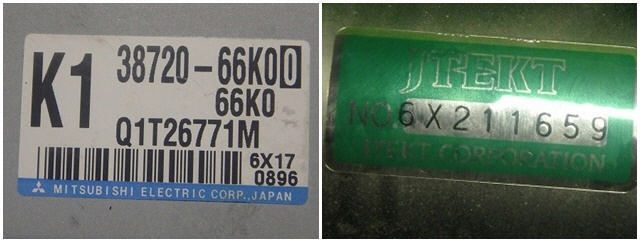 K1
38720-66K00
66K0
Q1T26771M
6X17
0896
MITSUBISHI ELECTRIC CORP., JAPAN
JTEKT
NO.6X211659
JTEKT CORPORATION